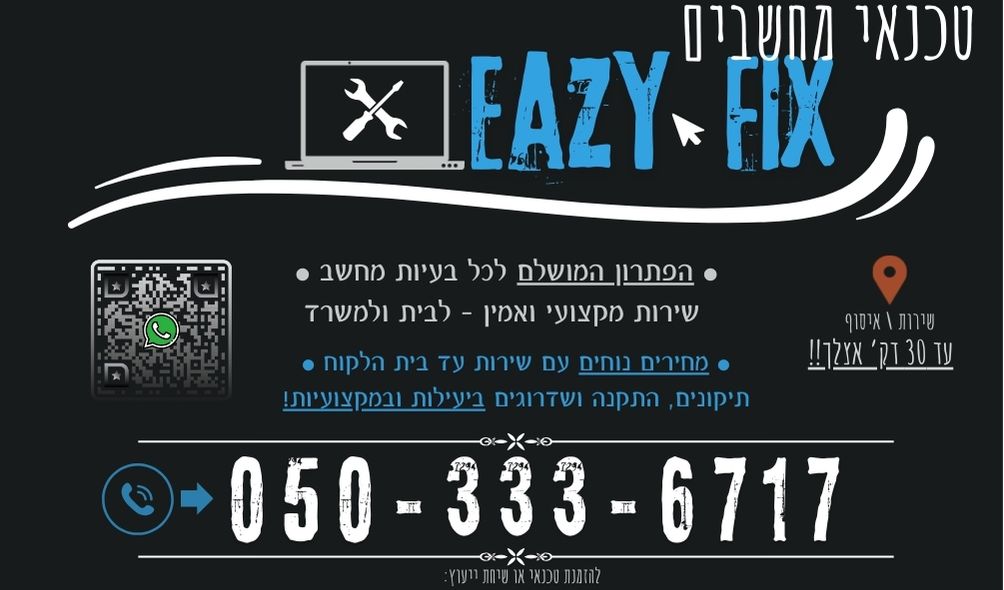 טכנאי מחשבים
EAZY FIX
• הפתרון המושלם לכל בעיות מחשב •
שירות מקצועי ואמין - לבית ולמשרד
• מחירים נוחים עם שירות עד בית הלקוח •
תיקונים, התקנה ושדרוגים ביעילות ובמקצועיות!
שירות \ איסוף
עד 30 דק' אצלך!!
050-333-6717
להזמנת טכנאי או שיחת ייעוץ: